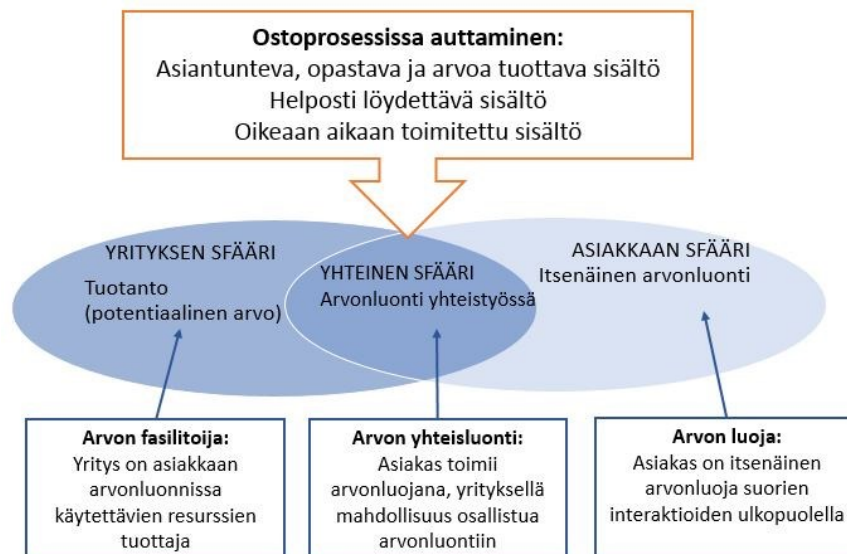 Ostoprosessissa auttaminen:
Asiantunteva, opastava ja arvoa tuottava sisältö
Helposti löydettävä sisältö
Oikeaan aikaan toimitettu sisältö
YRITYKSEN SFÄÄRI
Tuotanto
(potentiaalinen arvo)
YHTEINEN SFÄÄRI
Arvonluonti yhteistyössä
ASIAKKAAN SFÄÄRI
Itsenäinen arvonluonti
Arvon fasilitoija:
Yritys on asiakkaan
arvonluonnissa
käytettävien resurssien
tuottaja
Arvon yhteisluonti:
Asiakas toimii
arvonluojana, yrityksellä
mahdollisuus osallistua
arvonluontiin
Arvon luoja:
Asiakas on itsenäinen
arvonluoja suorien
interaktioiden ulkopuolella